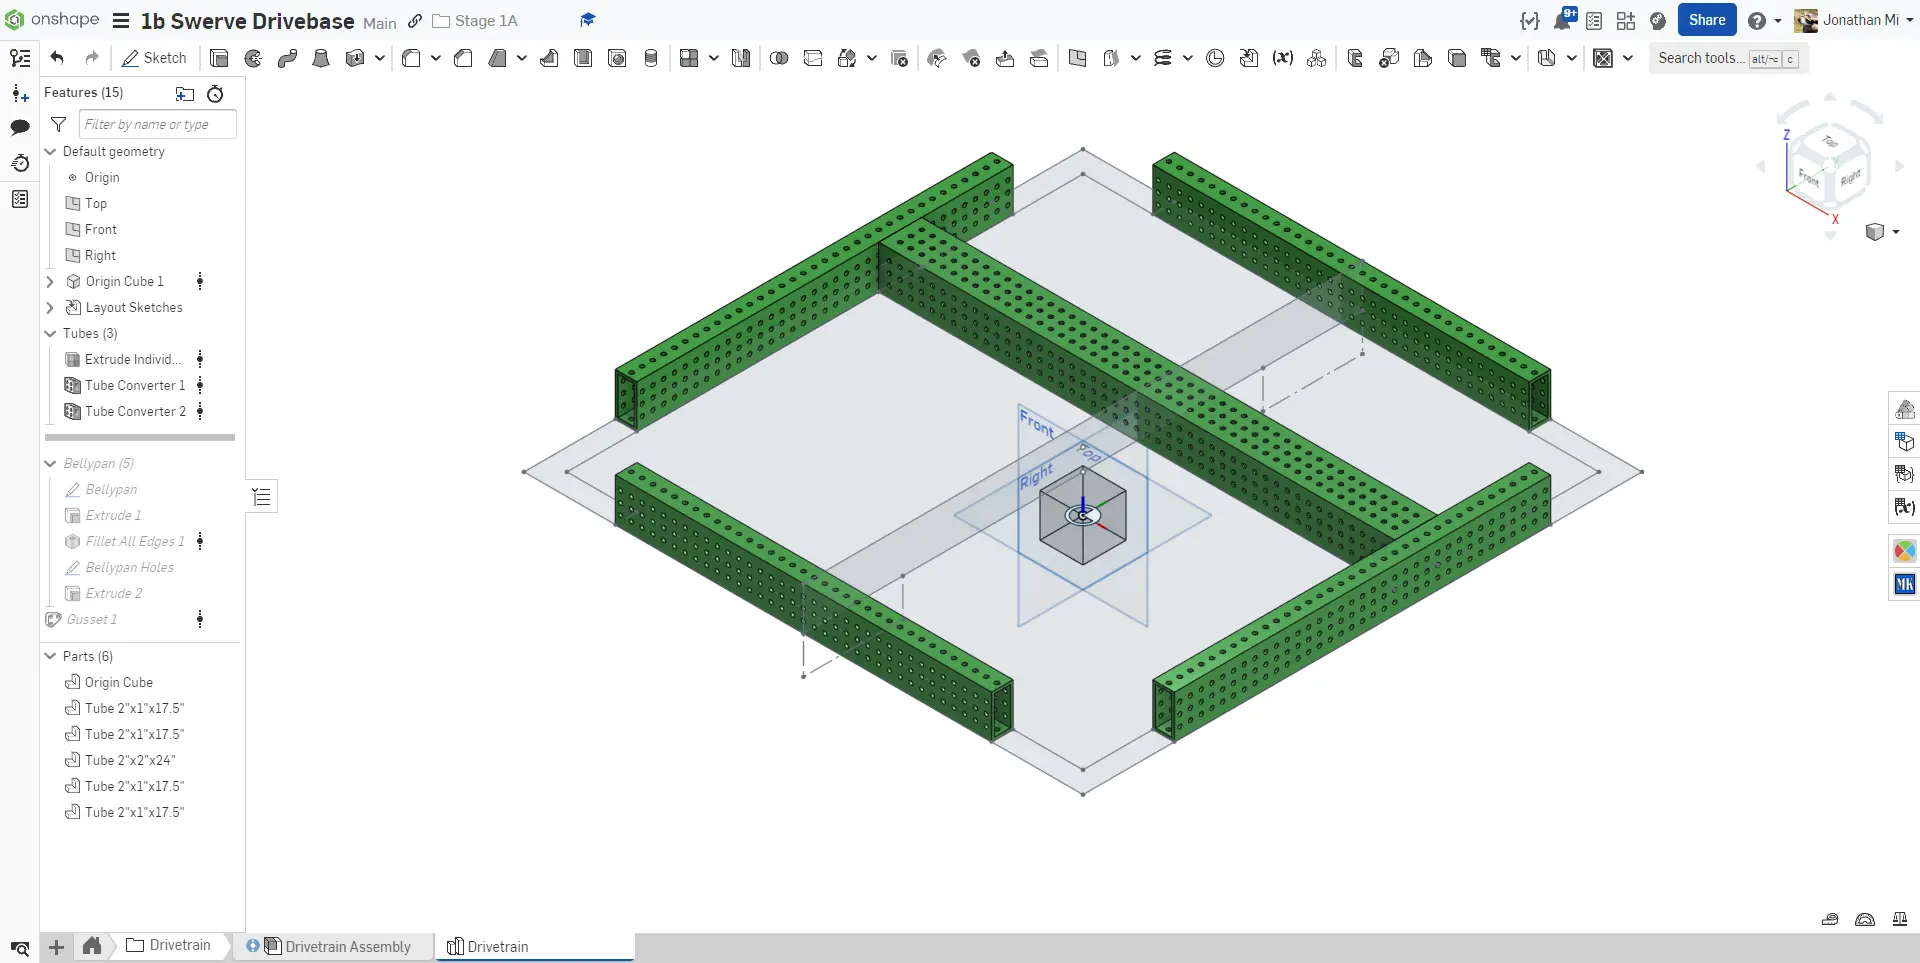 onshape 1b Swerve Drivebase Main Stage 1A 9+ Share Jonathan Mi
Sketch Search tools... alt/⌥ c
Features (15)
Filter by name or type
Default geometry
Origin
Top
Front
Right
Origin Cube 1
Layout Sketches
Tubes (3)
Extrude Individ...
Tube Converter 1
Tube Converter 2
Bellypan (5)
Bellypan
Extrude 1
Fillet All Edges 1
Bellypan Holes
Extrude 2
Gusset 1
Parts (6)
Origin Cube
Tube 2"x1"x17.5"
Tube 2"x1"x17.5"
Tube 2"x2"x24"
Tube 2"x1"x17.5"
Tube 2"x1"x17.5"
Front
Top
Right
Z
Top
Front
Right
X
MK
Drivetrain Drivetrain Assembly Drivetrain